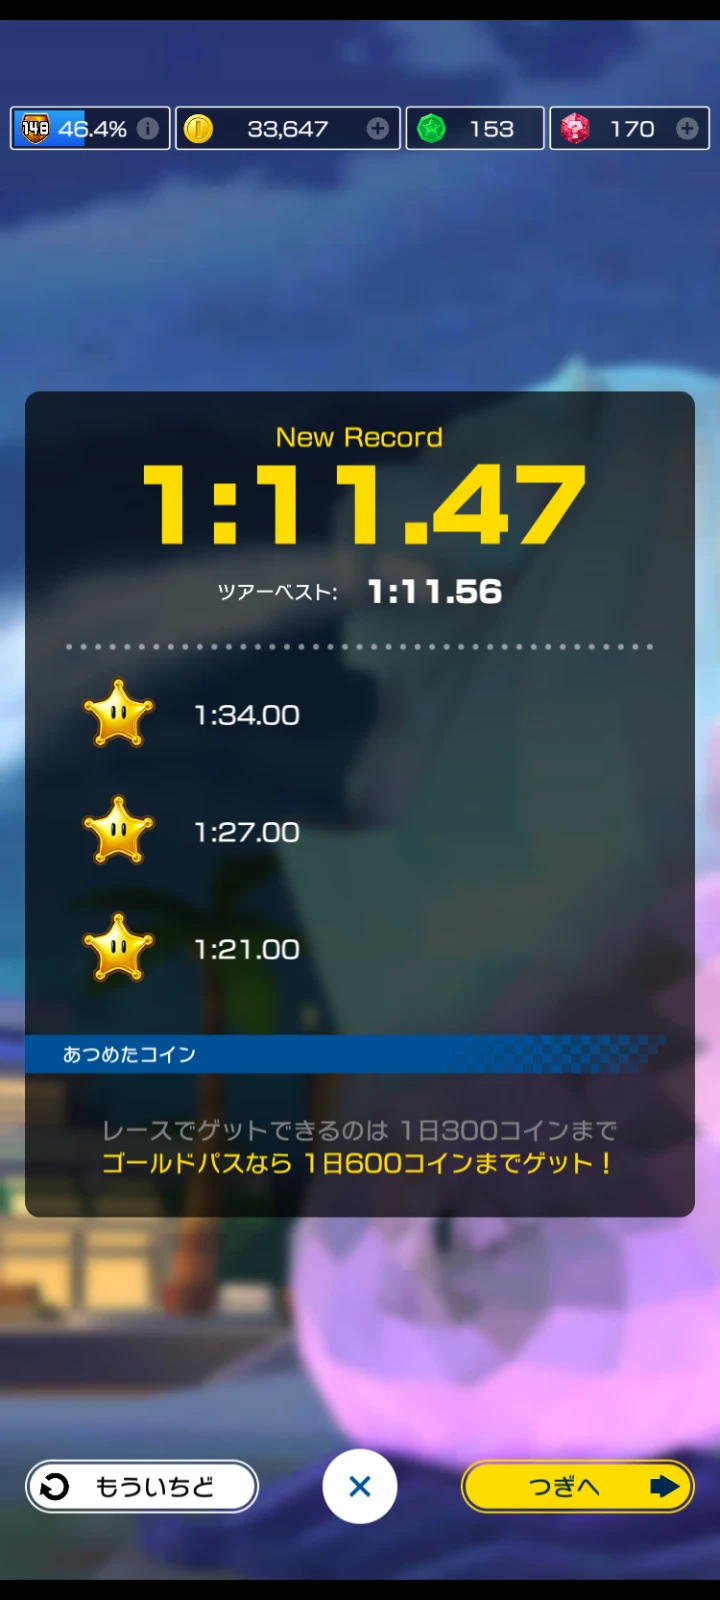 148 46.4% 33,647 153 170
New Record
1:11.47
ツアーベスト: 1:11.56
1:34.00
1:27.00
1:21.00
あつめたコイン
レースでゲットできるのは 1日300コインまで
ゴールドパスなら 1日600コインまでゲット！
もういちど
つぎへ